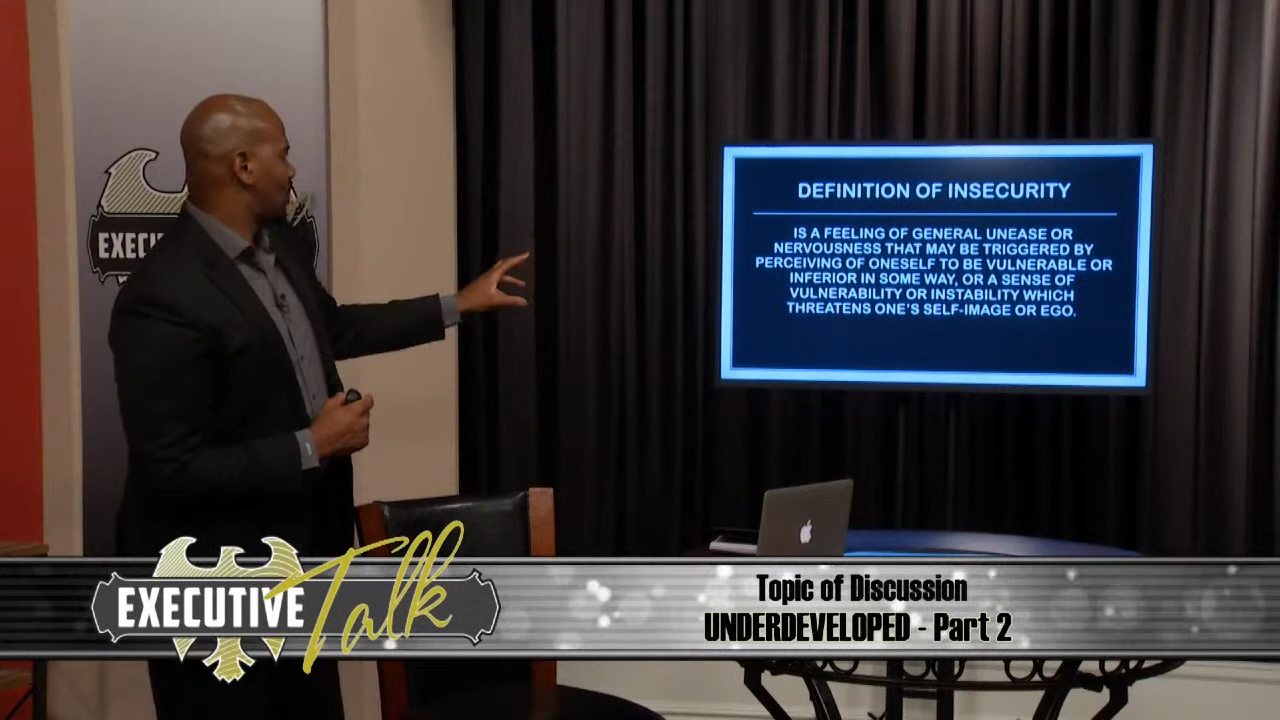 DEFINITION OF INSECURITY
IS A FEELING OF GENERAL UNEASE OR
NERVOUSNESS THAT MAY BE TRIGGERED BY
PERCEIVING OF ONESELF TO BE VULNERABLE OR
INFERIOR IN SOME WAY, OR A SENSE OF
VULNERABILITY OR INSTABILITY WHICH
THREATENS ONE'S SELF-IMAGE OR EGO.
EXECUTIVE Talk
Topic of Discussion
UNDERDEVELOPED - Part 2